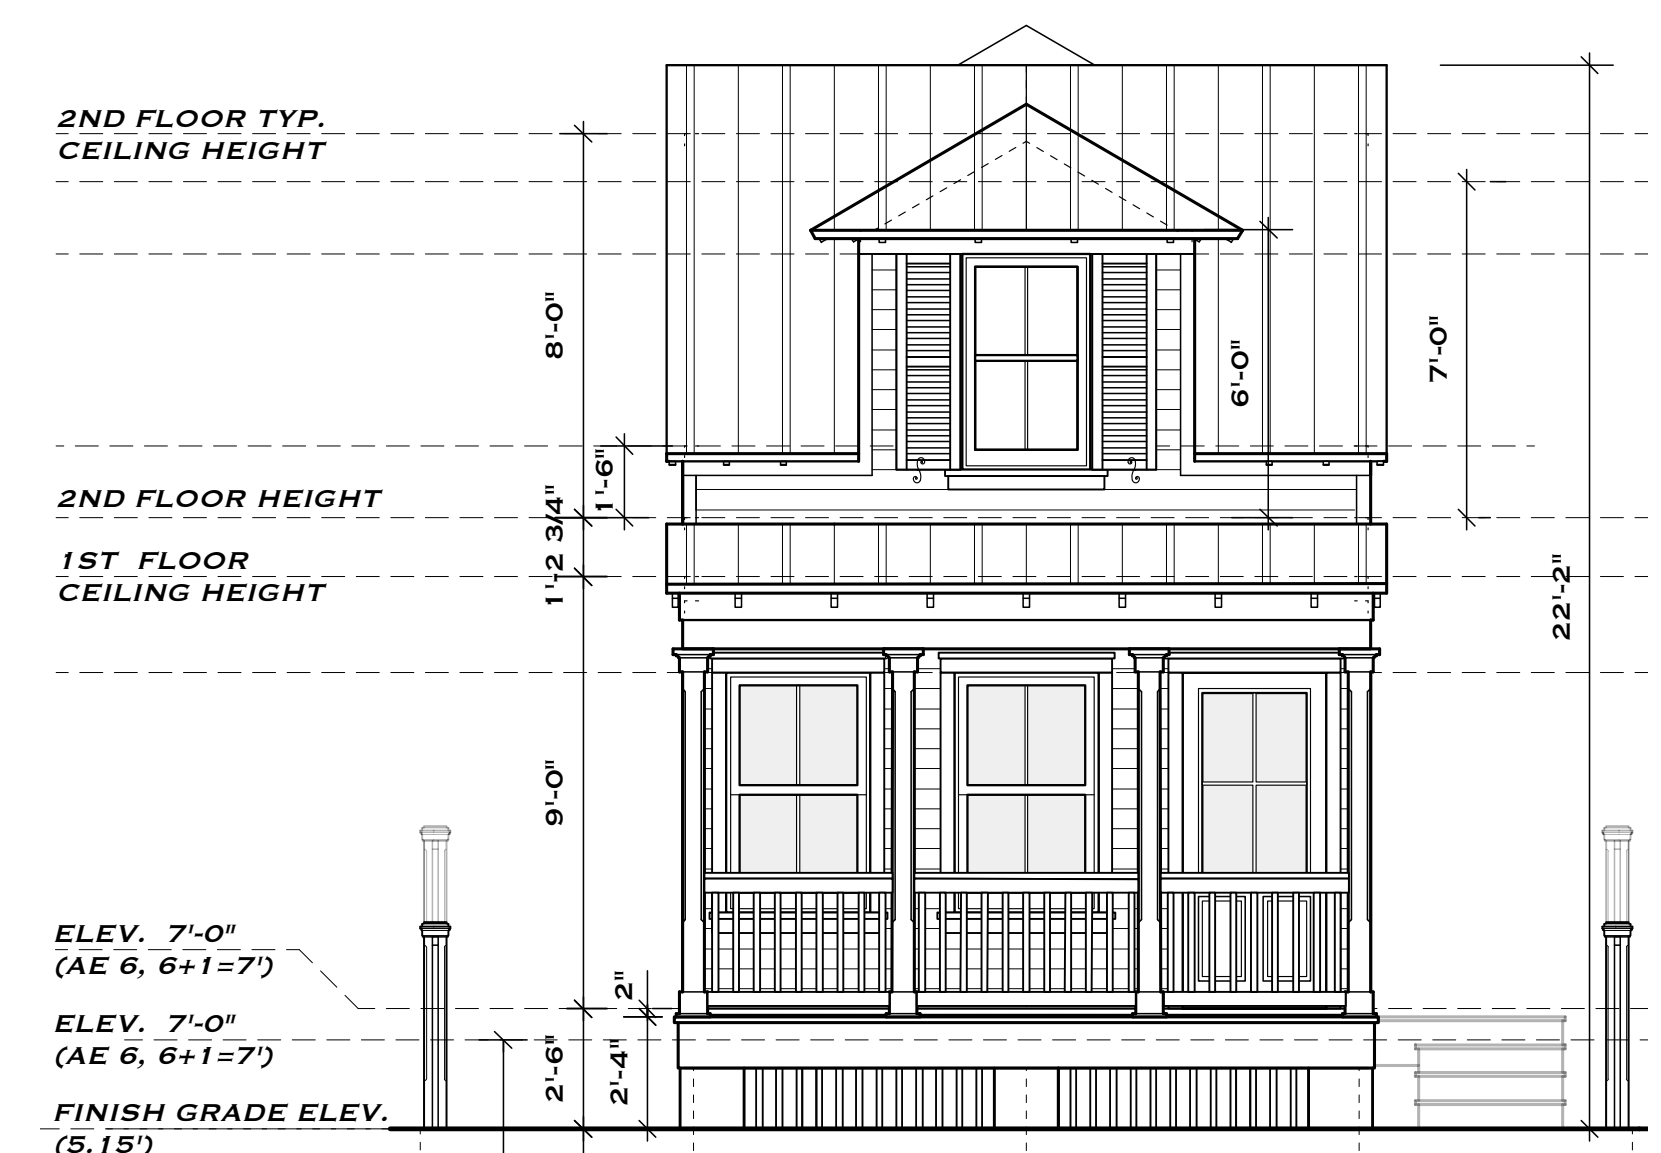 2ND FLOOR TYP.
CEILING HEIGHT
8'-0"
6'-0"
7'-0"
1'-6"
2ND FLOOR HEIGHT
1'-2 3/4"
1ST FLOOR
CEILING HEIGHT
22'-2"
9'-0"
ELEV. 7'-0"
(AE 6, 6+1=7')
2"
ELEV. 7'-0"
(AE 6, 6+1=7')
2'-6"
2'-4"
FINISH GRADE ELEV.
(5.15')